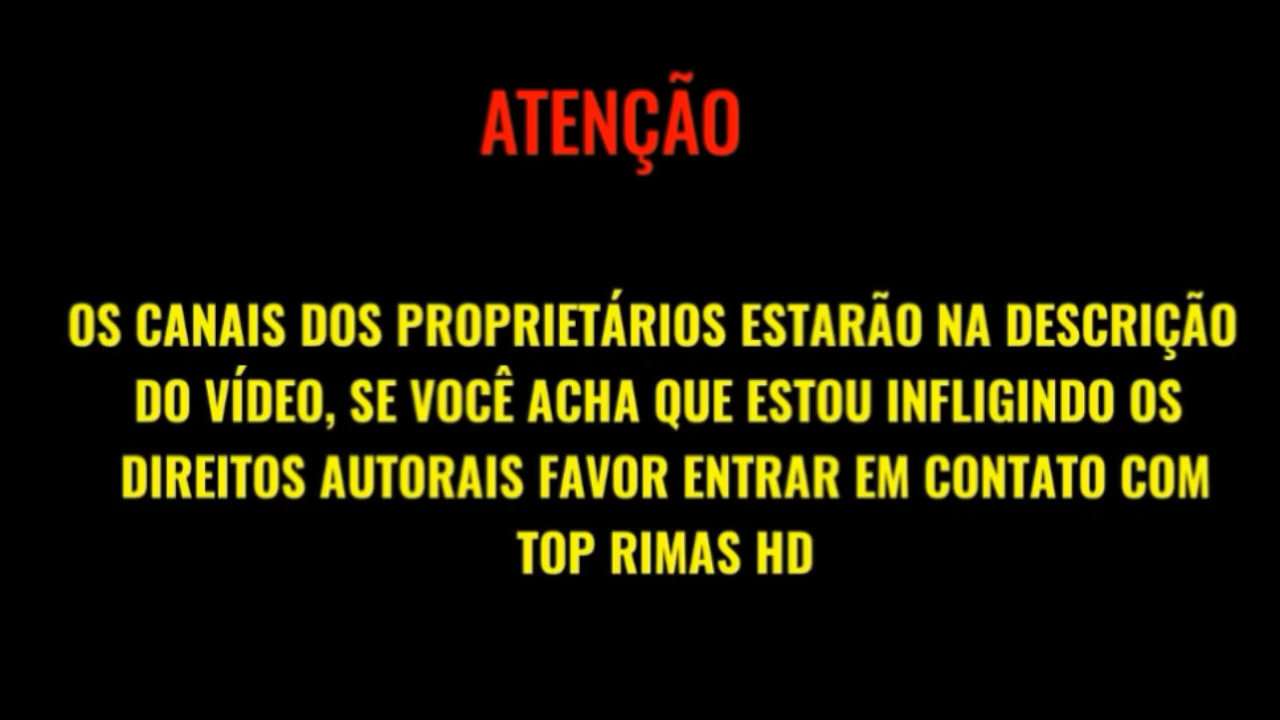 ATENÇÃO
OS CANAIS DOS PROPRIETÁRIOS ESTARÃO NA DESCRIÇÃO
DO VÍDEO, SE VOCÊ ACHA QUE ESTOU INFLIGINDO OS
DIREITOS AUTORAIS FAVOR ENTRAR EM CONTATO COM
TOP RIMAS HD